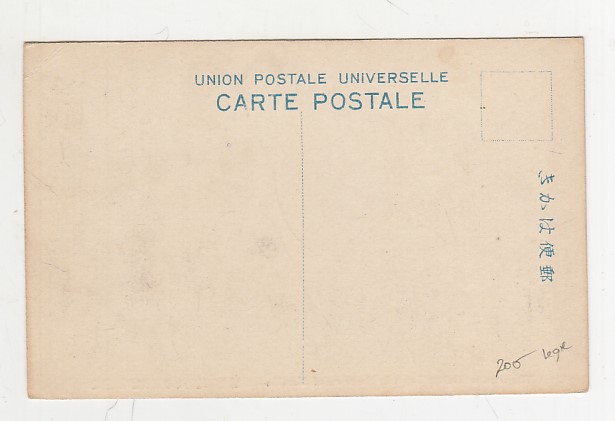 UNION POSTALE UNIVERSELLE
CARTE POSTALE
郵便はかき
200